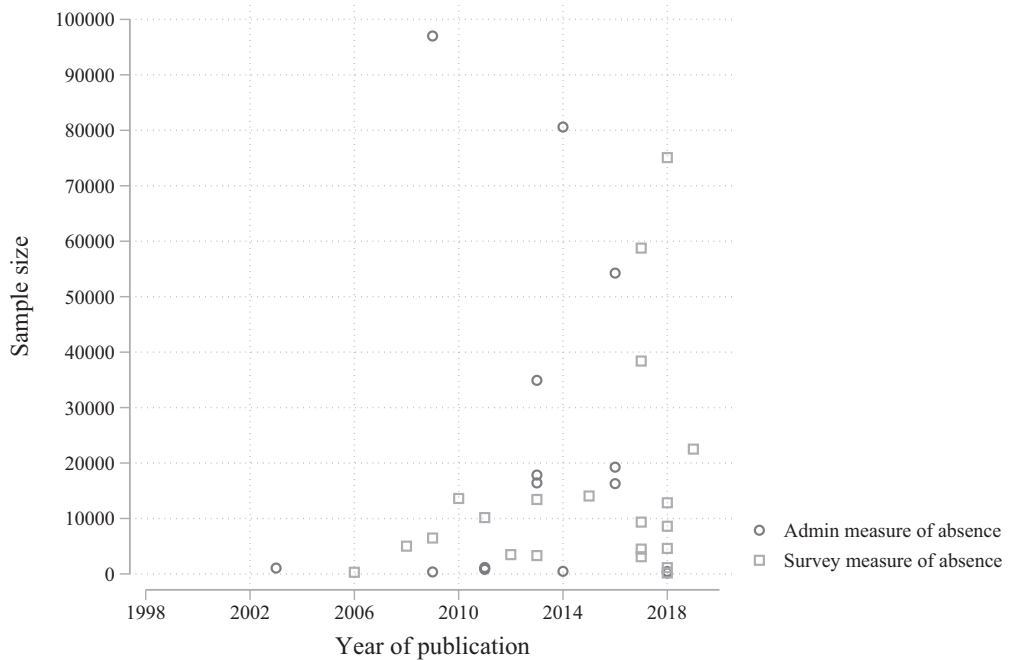 100000
90000
80000
70000
60000
50000
40000
30000
20000
10000
0
Sample size
1998 2002 2006 2010 2014 2018
Year of publication
Admin measure of absence
Survey measure of absence